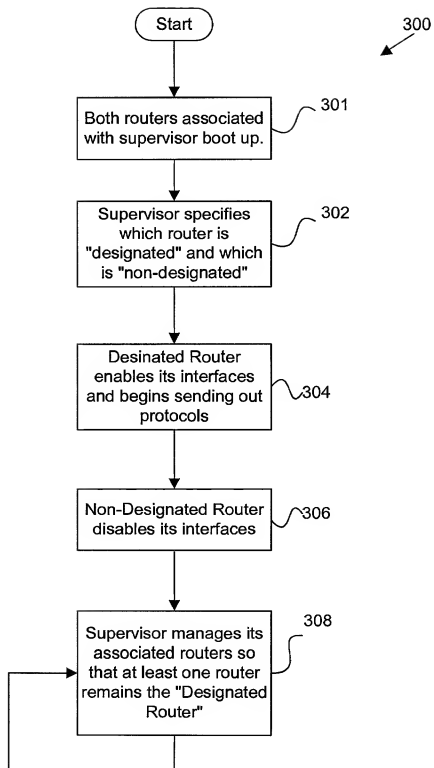 Start
300
Both routers associated
with supervisor boot up.
301
Supervisor specifies
which router is
"designated" and which
is "non-designated"
302
Desinated Router
enables its interfaces
and begins sending out
protocols
304
Non-Designated Router
disables its interfaces
306
Supervisor manages its
associated routers so
that at least one router
remains the "Designated
Router"
308